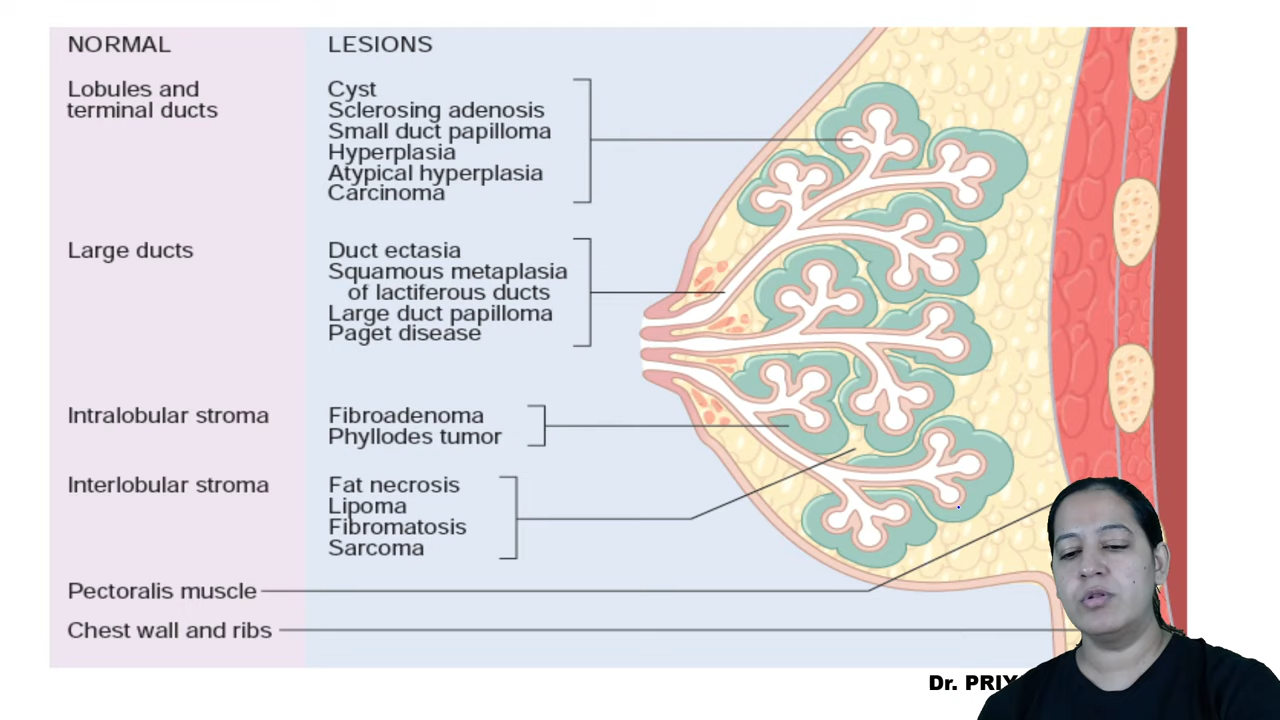 NORMAL
LESIONS
Lobules and
terminal ducts
Cyst
Sclerosing adenosis
Small duct papilloma
Hyperplasia
Atypical hyperplasia
Carcinoma
Large ducts
Duct ectasia
Squamous metaplasia
of lactiferous ducts
Large duct papilloma
Paget disease
Intralobular stroma
Fibroadenoma
Phyllodes tumor
Interlobular stroma
Fat necrosis
Lipoma
Fibromatosis
Sarcoma
Pectoralis muscle
Chest wall and ribs
Dr.